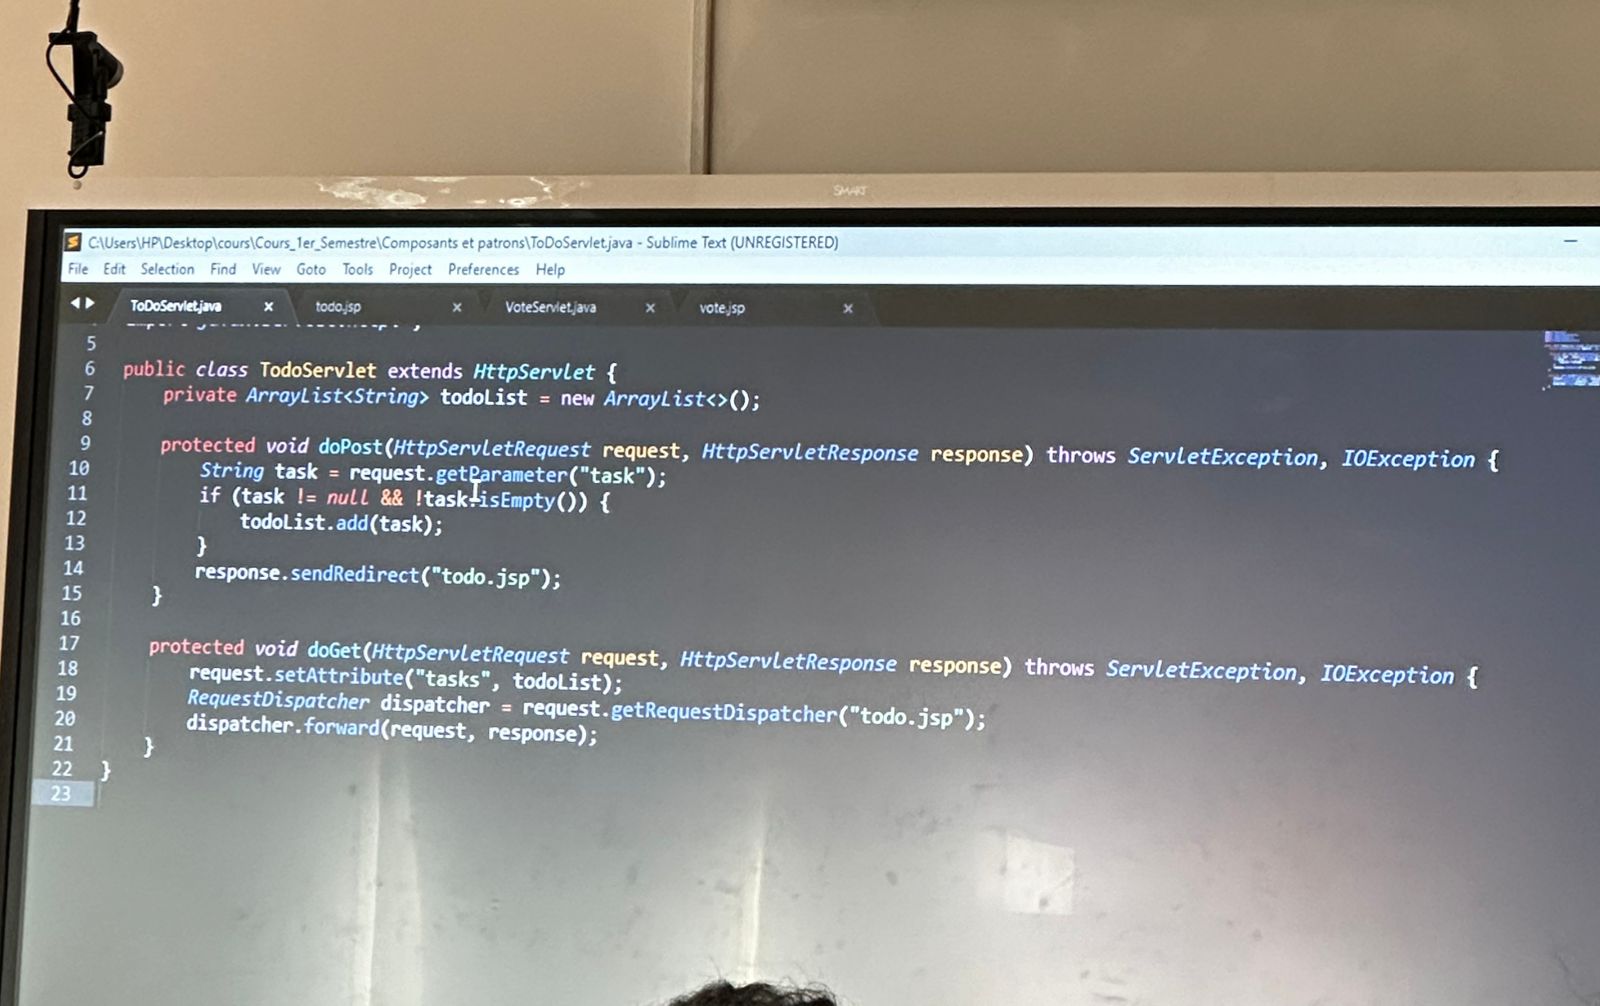 SMART
C:\Users\HP\Desktop\cours\Cours_1er_Semestre\Composants et patrons\ToDoServlet.java - Sublime Text (UNREGISTERED)
File Edit Selection Find View Goto Tools Project Preferences Help
ToDoServlet.java x todo.jsp x VoteServlet.java x vote.jsp x
5
6 public class TodoServlet extends HttpServlet {
7 private ArrayList<String> todoList = new ArrayList<>();
8
9 protected void doPost(HttpServletRequest request, HttpServletResponse response) throws ServletException, IOException {
10 String task = request.getParameter("task");
11 if (task != null && !task.isEmpty()) {
12 todoList.add(task);
13 }
14 response.sendRedirect("todo.jsp");
15 }
16
17 protected void doGet(HttpServletRequest request, HttpServletResponse response) throws ServletException, IOException {
18 request.setAttribute("tasks", todoList);
19 RequestDispatcher dispatcher = request.getRequestDispatcher("todo.jsp");
20 dispatcher.forward(request, response);
21 }
22 }
23